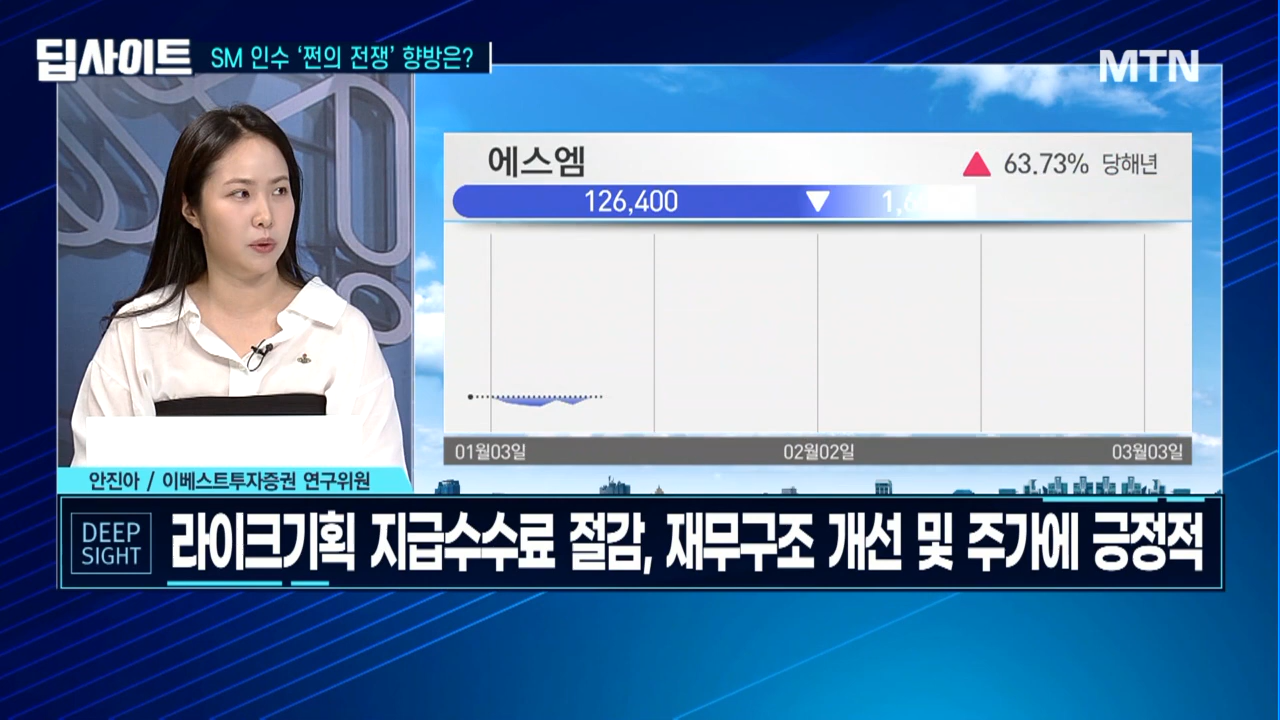 딥사이트 SM 인수 ‘쩐의 전쟁’ 향방은?
MTN
에스엠
▲ 63.73% 당해년
126,400 ▼
01월03일 02월02일 03월03일
안진아 / 이베스트투자증권 연구위원
DEEP
SIGHT
라이크기획 지급수수료 절감, 재무구조 개선 및 주가에 긍정적